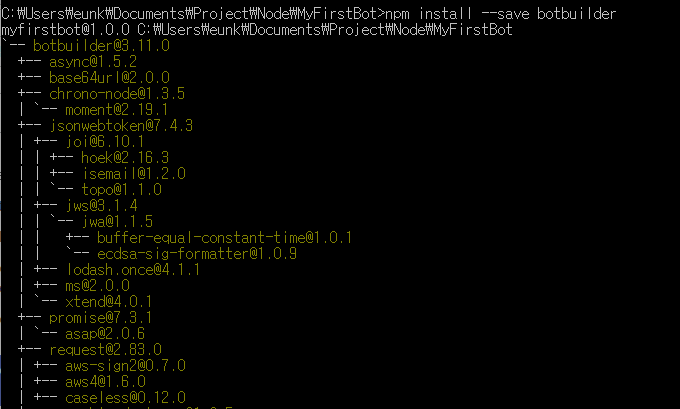 C:₩Users₩eunk₩Documents₩Project₩Node₩MyFirstBot>npm install --save botbuilder
myfirstbot@1.0.0 C:₩Users₩eunk₩Documents₩Project₩Node₩MyFirstBot
`-- botbuilder@3.11.0
  +-- async@1.5.2
  +-- base64url@2.0.0
  +-- chrono-node@1.3.5
  | `-- moment@2.19.1
  +-- jsonwebtoken@7.4.3
  | +-- joi@6.10.1
  | | +-- hoek@2.16.3
  | | +-- isemail@1.2.0
  | | `-- topo@1.1.0
  | +-- jws@3.1.4
  | | `-- jwa@1.1.5
  | |   +-- buffer-equal-constant-time@1.0.1
  | |   `-- ecdsa-sig-formatter@1.0.9
  | +-- lodash.once@4.1.1
  | +-- ms@2.0.0
  | `-- xtend@4.0.1
  +-- promise@7.3.1
  | `-- asap@2.0.6
  +-- request@2.83.0
  | +-- aws-sign2@0.7.0
  | +-- aws4@1.6.0
  | +-- caseless@0.12.0